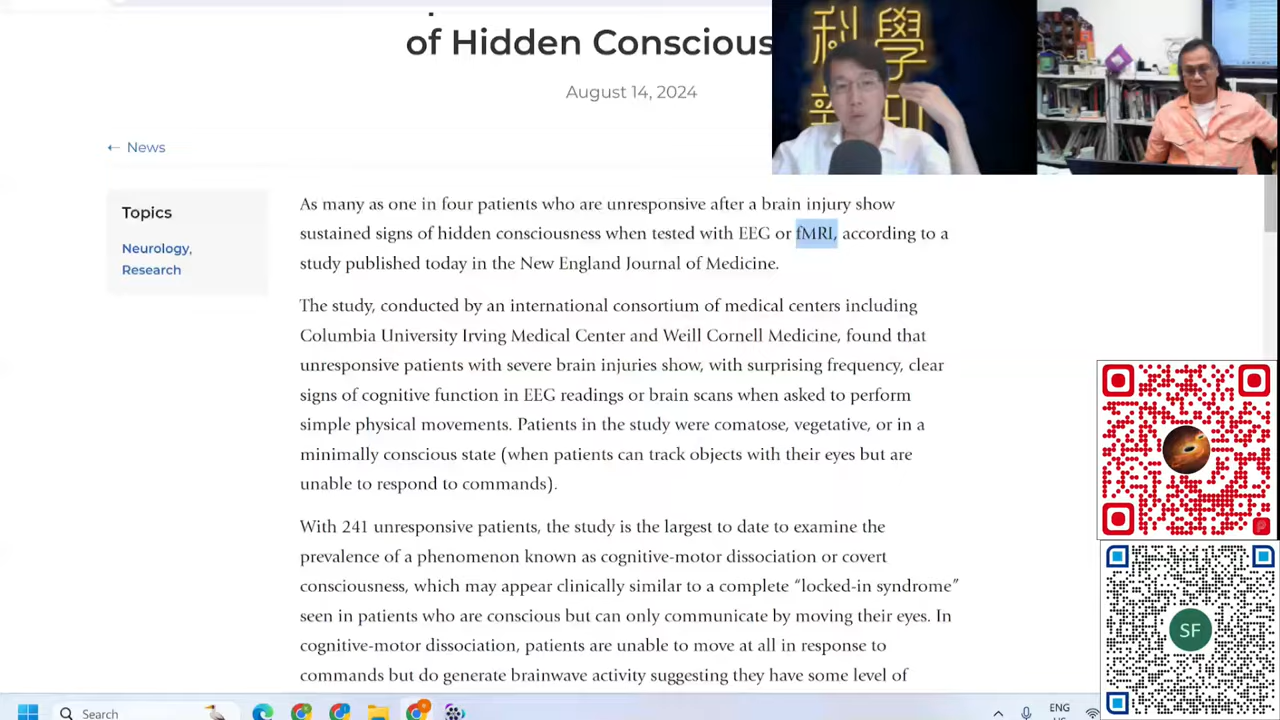 of Hidden Conscious
August 14, 2024
← News
Topics
Neurology,
Research
As many as one in four patients who are unresponsive after a brain injury show
sustained signs of hidden consciousness when tested with EEG or fMRI, according to a
study published today in the New England Journal of Medicine.
The study, conducted by an international consortium of medical centers including
Columbia University Irving Medical Center and Weill Cornell Medicine, found that
unresponsive patients with severe brain injuries show, with surprising frequency, clear
signs of cognitive function in EEG readings or brain scans when asked to perform
simple physical movements. Patients in the study were comatose, vegetative, or in a
minimally conscious state (when patients can track objects with their eyes but are
unable to respond to commands).
With 241 unresponsive patients, the study is the largest to date to examine the
prevalence of a phenomenon known as cognitive-motor dissociation or covert
consciousness, which may appear clinically similar to a complete “locked-in syndrome”
seen in patients who are conscious but can only communicate by moving their eyes. In
cognitive-motor dissociation, patients are unable to move at all in response to
commands but do generate brainwave activity suggesting they have some level of
科學
SF
Search
ENG